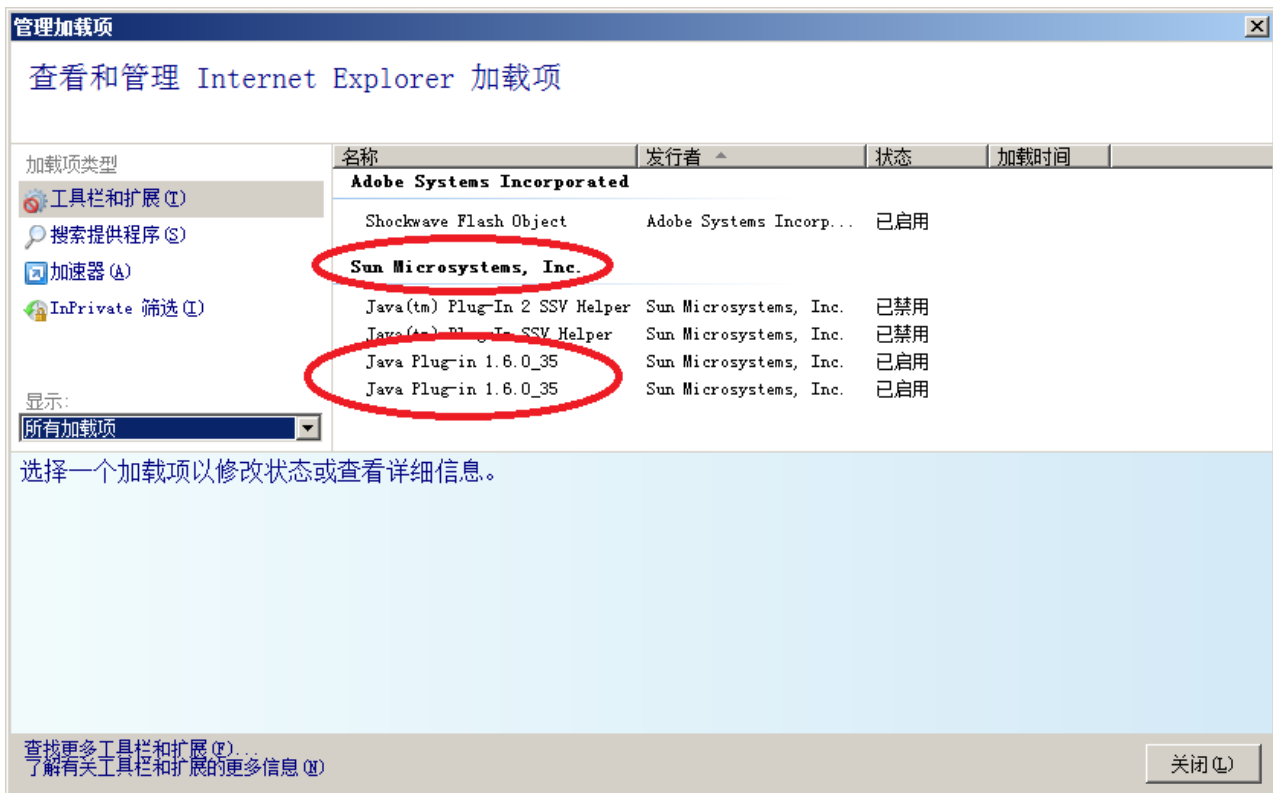 管理加载项
查看和管理 Internet Explorer 加载项
加载项类型
工具栏和扩展(T)
搜索提供程序(S)
加速器(A)
InPrivate 筛选(I)
显示:
所有加载项
名称 发行者 状态 加载时间
Adobe Systems Incorporated
Shockwave Flash Object Adobe Systems Incorp... 已启用
Sun Microsystems, Inc.
Java(tm) Plug-In 2 SSV Helper Sun Microsystems, Inc. 已禁用
Java(tm) Plug-In SSV Helper Sun Microsystems, Inc. 已禁用
Java Plug-in 1.6.0_35 Sun Microsystems, Inc. 已启用
Java Plug-in 1.6.0_35 Sun Microsystems, Inc. 已启用
选择一个加载项以修改状态或查看详细信息。
查找更多工具栏和扩展(F)...
了解有关工具栏和扩展的更多信息(N)
关闭(L)